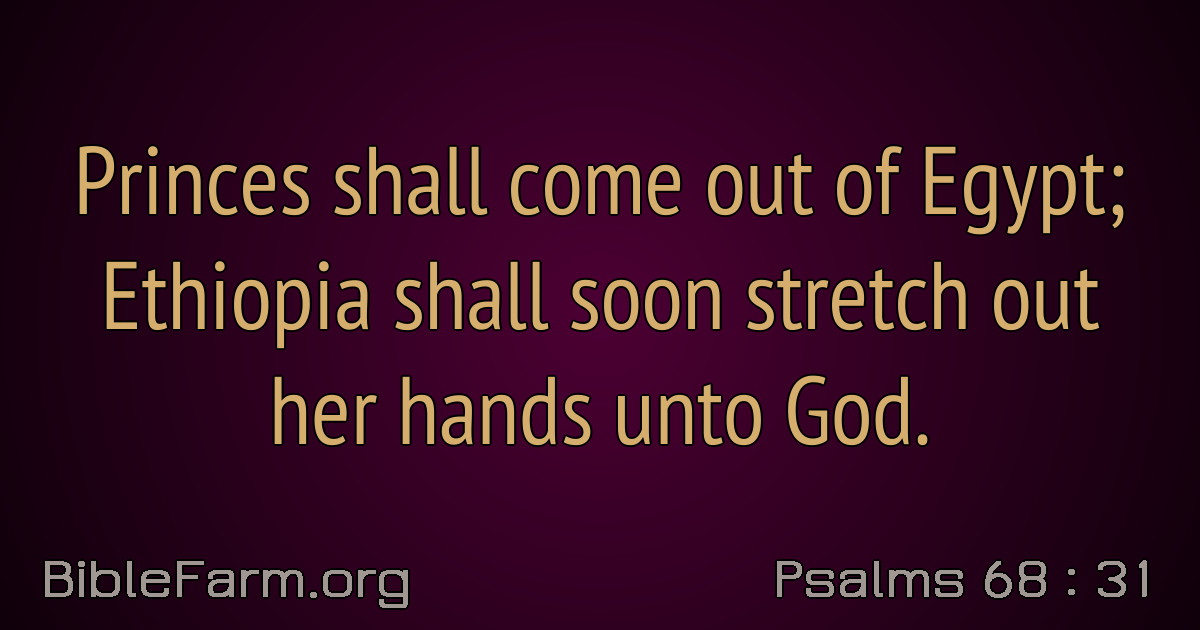 Princes shall come out of Egypt;
Ethiopia shall soon stretch out
her hands unto God.
BibleFarm.org
Psalms 68 : 31